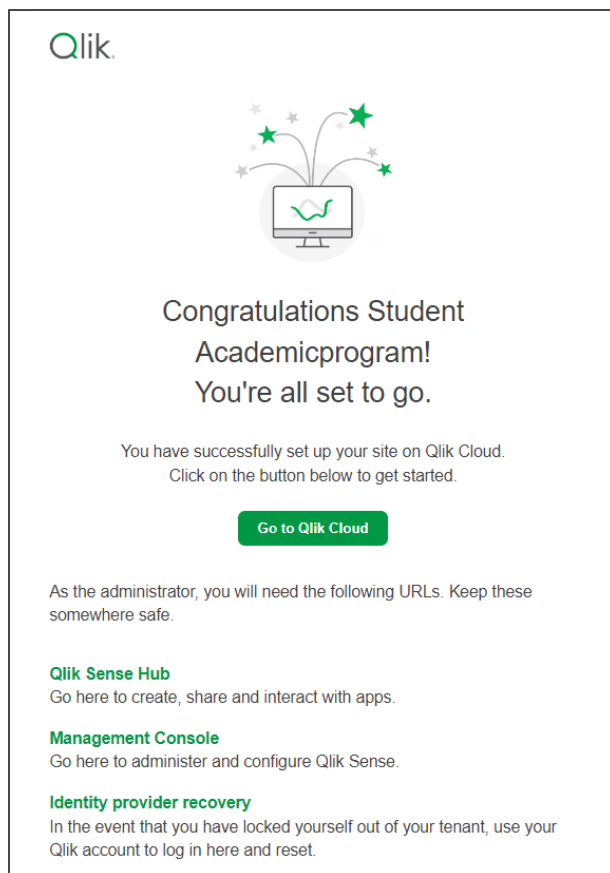 Qlik
Congratulations Student
Academicprogram!
You're all set to go.
You have successfully set up your site on Qlik Cloud.
Click on the button below to get started.
Go to Qlik Cloud
As the administrator, you will need the following URLs. Keep these
somewhere safe.
Qlik Sense Hub
Go here to create, share and interact with apps.
Management Console
Go here to administer and configure Qlik Sense.
Identity provider recovery
In the event that you have locked yourself out of your tenant, use your
Qlik account to log in here and reset.